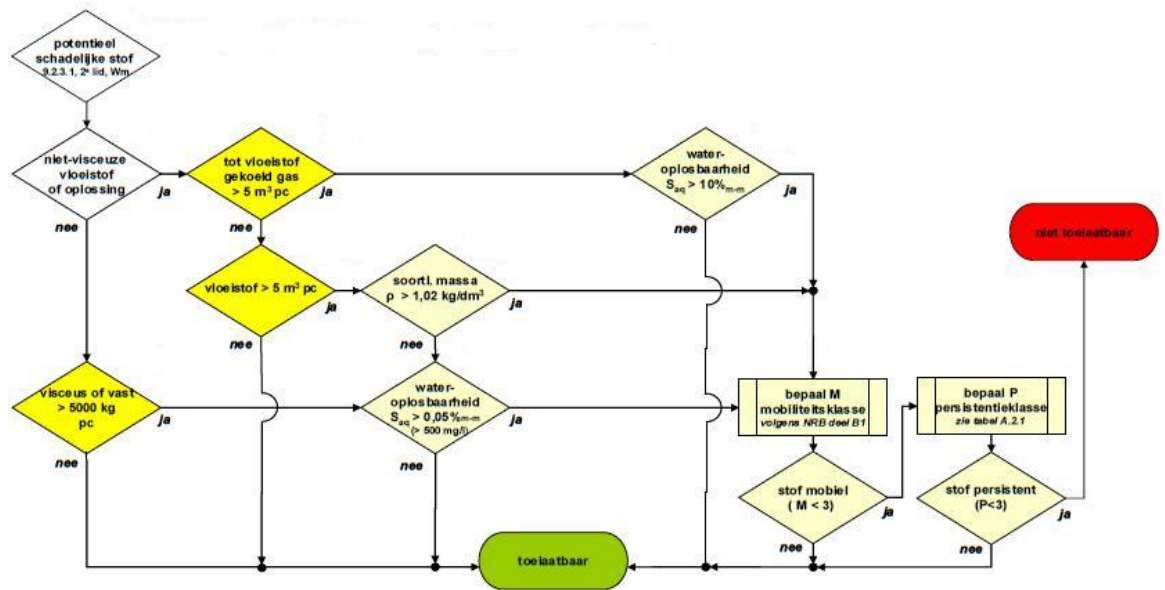 potentieel
schadelijke stof
9.2.3.1, 2e lid, Wm
niet-visceuze
vloeistof
of oplossing
ja
nee
tot vloeistof
gekoeld gas
> 5 m³ pc
ja
nee
water-
oplosbaarheid
Saq > 10%m-m
ja
nee
niet toelaatbaar
vloeistof > 5 m³ pc
ja
nee
soortl. massa
ρ > 1,02 kg/dm³
ja
nee
visceus of vast
> 5000 kg
pc
ja
nee
water-
oplosbaarheid
Saq > 0,05%m-m
(> 500 mg/l)
ja
nee
bepaal M
mobiliteitsklasse
volgens NRB deel B1
bepaal P
persistentieklasse
zie tabel A.2.1
stof mobiel
( M < 3)
ja
nee
stof persistent
(P<3)
ja
nee
toelaatbaar